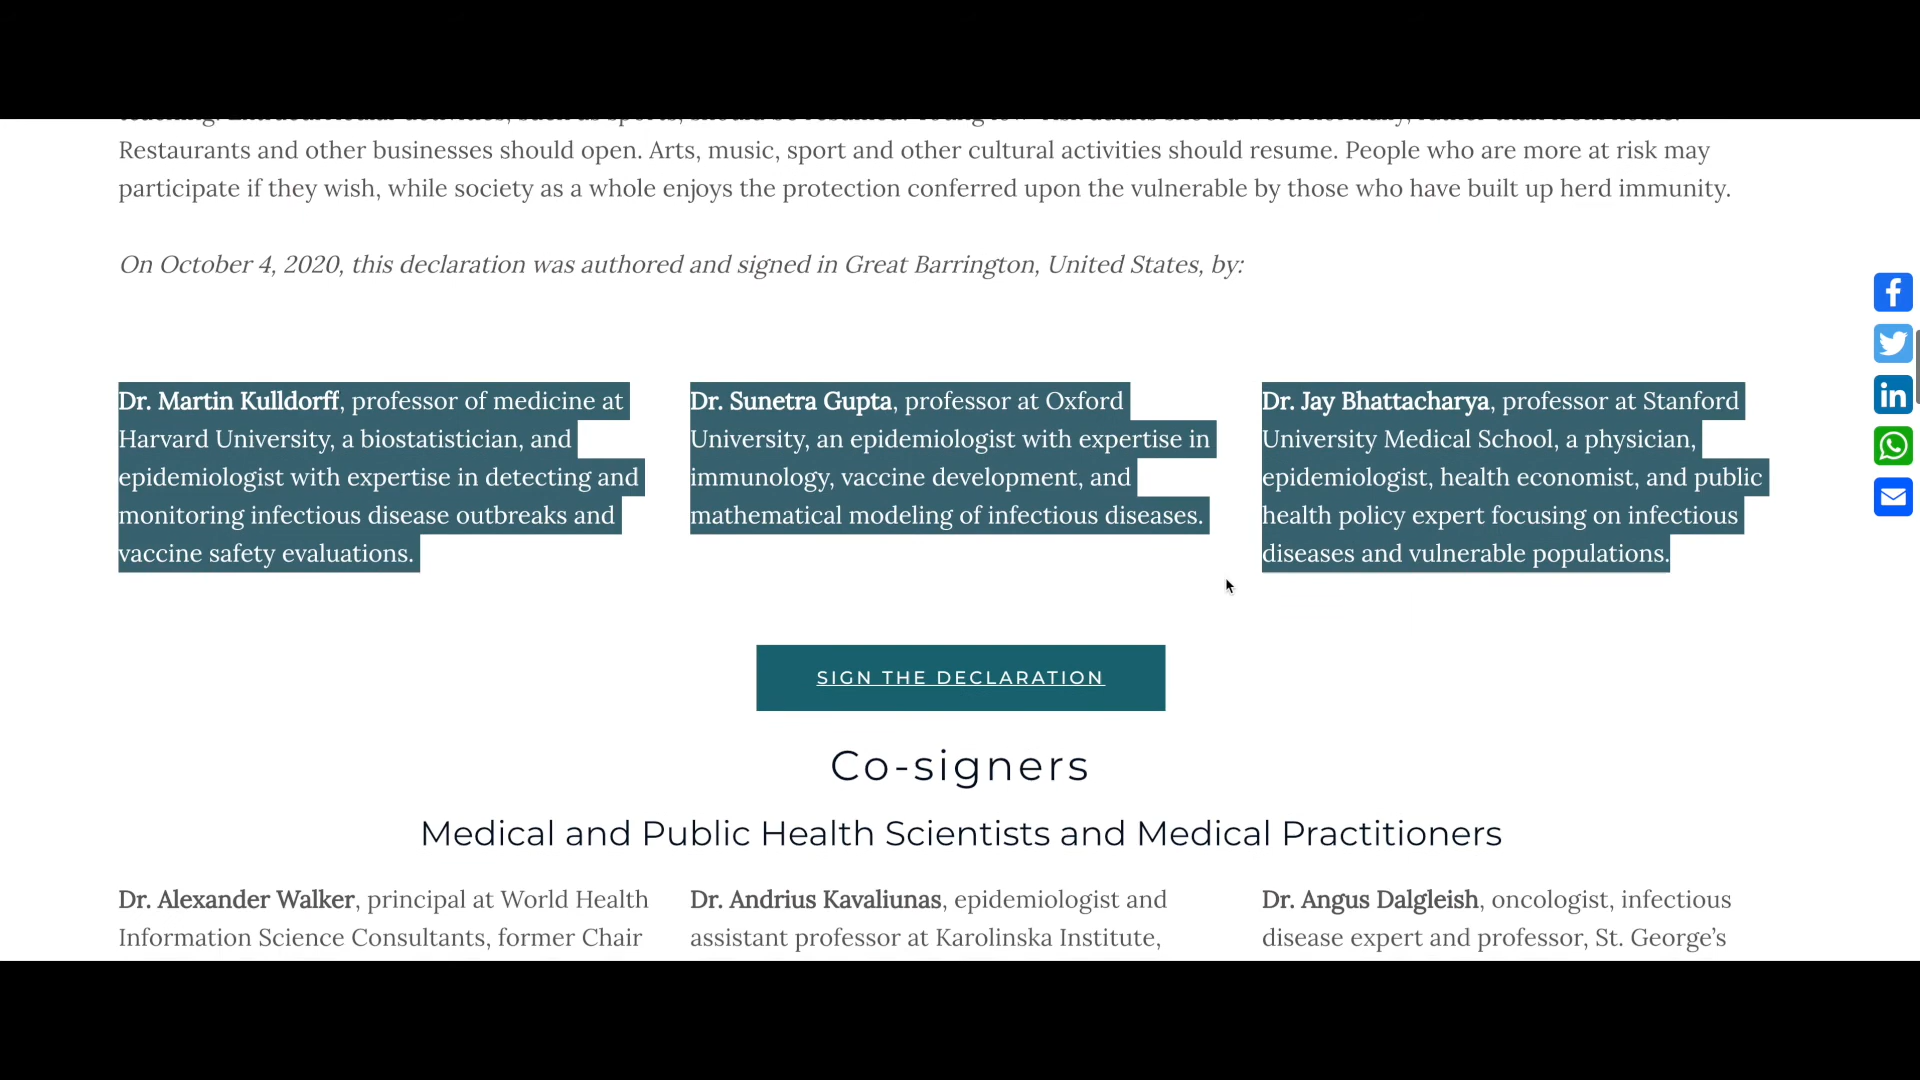 Restaurants and other businesses should open. Arts, music, sport and other cultural activities should resume. People who are more at risk may
participate if they wish, while society as a whole enjoys the protection conferred upon the vulnerable by those who have built up herd immunity.
On October 4, 2020, this declaration was authored and signed in Great Barrington, United States, by:
Dr. Martin Kulldorff, professor of medicine at
Harvard University, a biostatistician, and
epidemiologist with expertise in detecting and
monitoring infectious disease outbreaks and
vaccine safety evaluations.
Dr. Sunetra Gupta, professor at Oxford
University, an epidemiologist with expertise in
immunology, vaccine development, and
mathematical modeling of infectious diseases.
Dr. Jay Bhattacharya, professor at Stanford
University Medical School, a physician,
epidemiologist, health economist, and public
health policy expert focusing on infectious
diseases and vulnerable populations.
SIGN THE DECLARATION
Co-signers
Medical and Public Health Scientists and Medical Practitioners
Dr. Alexander Walker, principal at World Health
Information Science Consultants, former Chair
Dr. Andrius Kavaliunas, epidemiologist and
assistant professor at Karolinska Institute,
Dr. Angus Dalgleish, oncologist, infectious
disease expert and professor, St. George’s